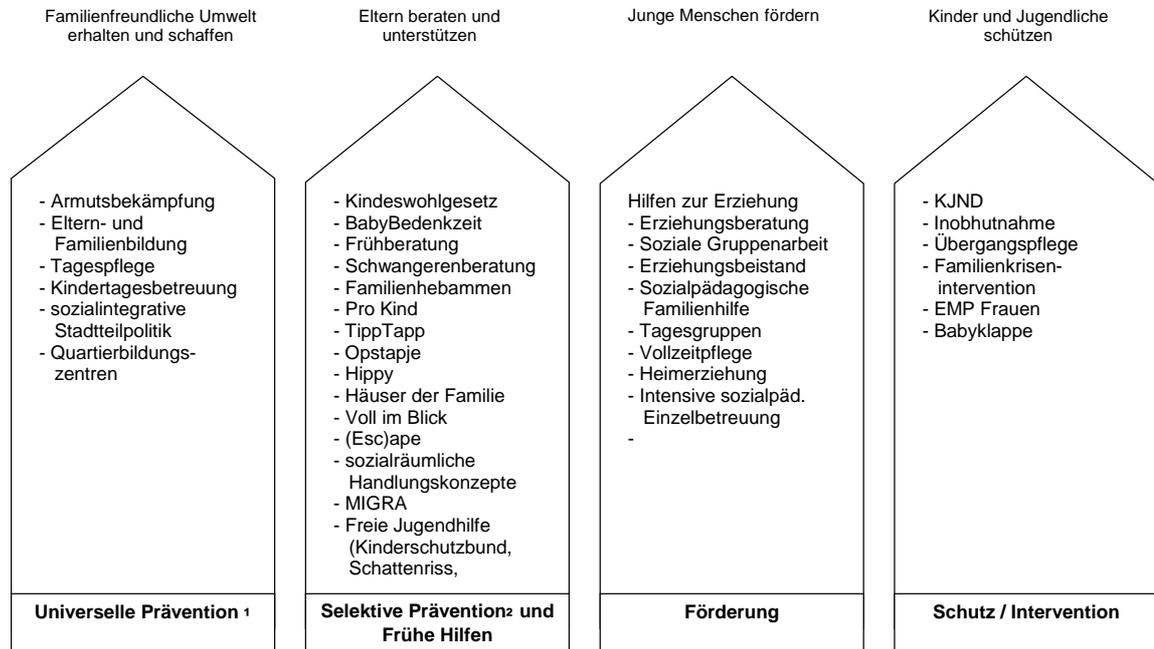 Familienfreundliche Umwelt
erhalten und schaffen
Eltern beraten und
unterstützen
Junge Menschen fördern
Kinder und Jugendliche
schützen
- Armutsbekämpfung
- Eltern- und
Familienbildung
- Tagespflege
- Kindertagesbetreuung
- sozialintegrative
Stadtteilpolitik
- Quartierbildungs-
zentren
- Kindeswohlgesetz
- BabyBedenkzeit
- Frühberatung
- Schwangerenberatung
- Familienhebammen
- Pro Kind
- TippTapp
- Opstapje
- Hippy
- Häuser der Familie
- Voll im Blick
- (Esc)ape
- sozialräumliche
Handlungskonzepte
- MIGRA
- Freie Jugendhilfe
(Kinderschutzbund,
Schattenriss,
Hilfen zur Erziehung
- Erziehungsberatung
- Soziale Gruppenarbeit
- Erziehungsbeistand
- Sozialpädagogische
Familienhilfe
- Tagesgruppen
- Vollzeitpflege
- Heimerziehung
- Intensive sozialpäd.
Einzelbetreuung
-
- KJND
- Inobhutnahme
- Übergangspflege
- Familienkrisen-
intervention
- EMP Frauen
- Babyklappe
Universelle Prävention 1
Selektive Prävention2 und
Frühe Hilfen
Förderung
Schutz / Intervention